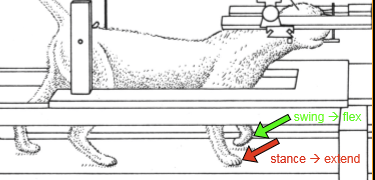 swing → flex
stance → extend